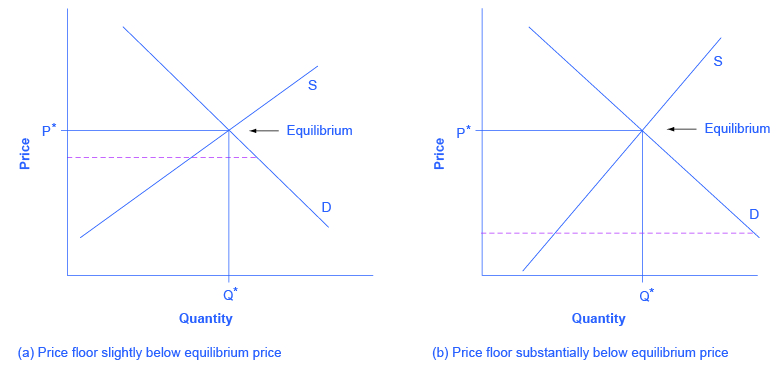 S
P*
Equilibrium
Price
D
Q*
Quantity
(a) Price floor slightly below equilibrium price
S
P*
Equilibrium
Price
D
Q*
Quantity
(b) Price floor substantially below equilibrium price